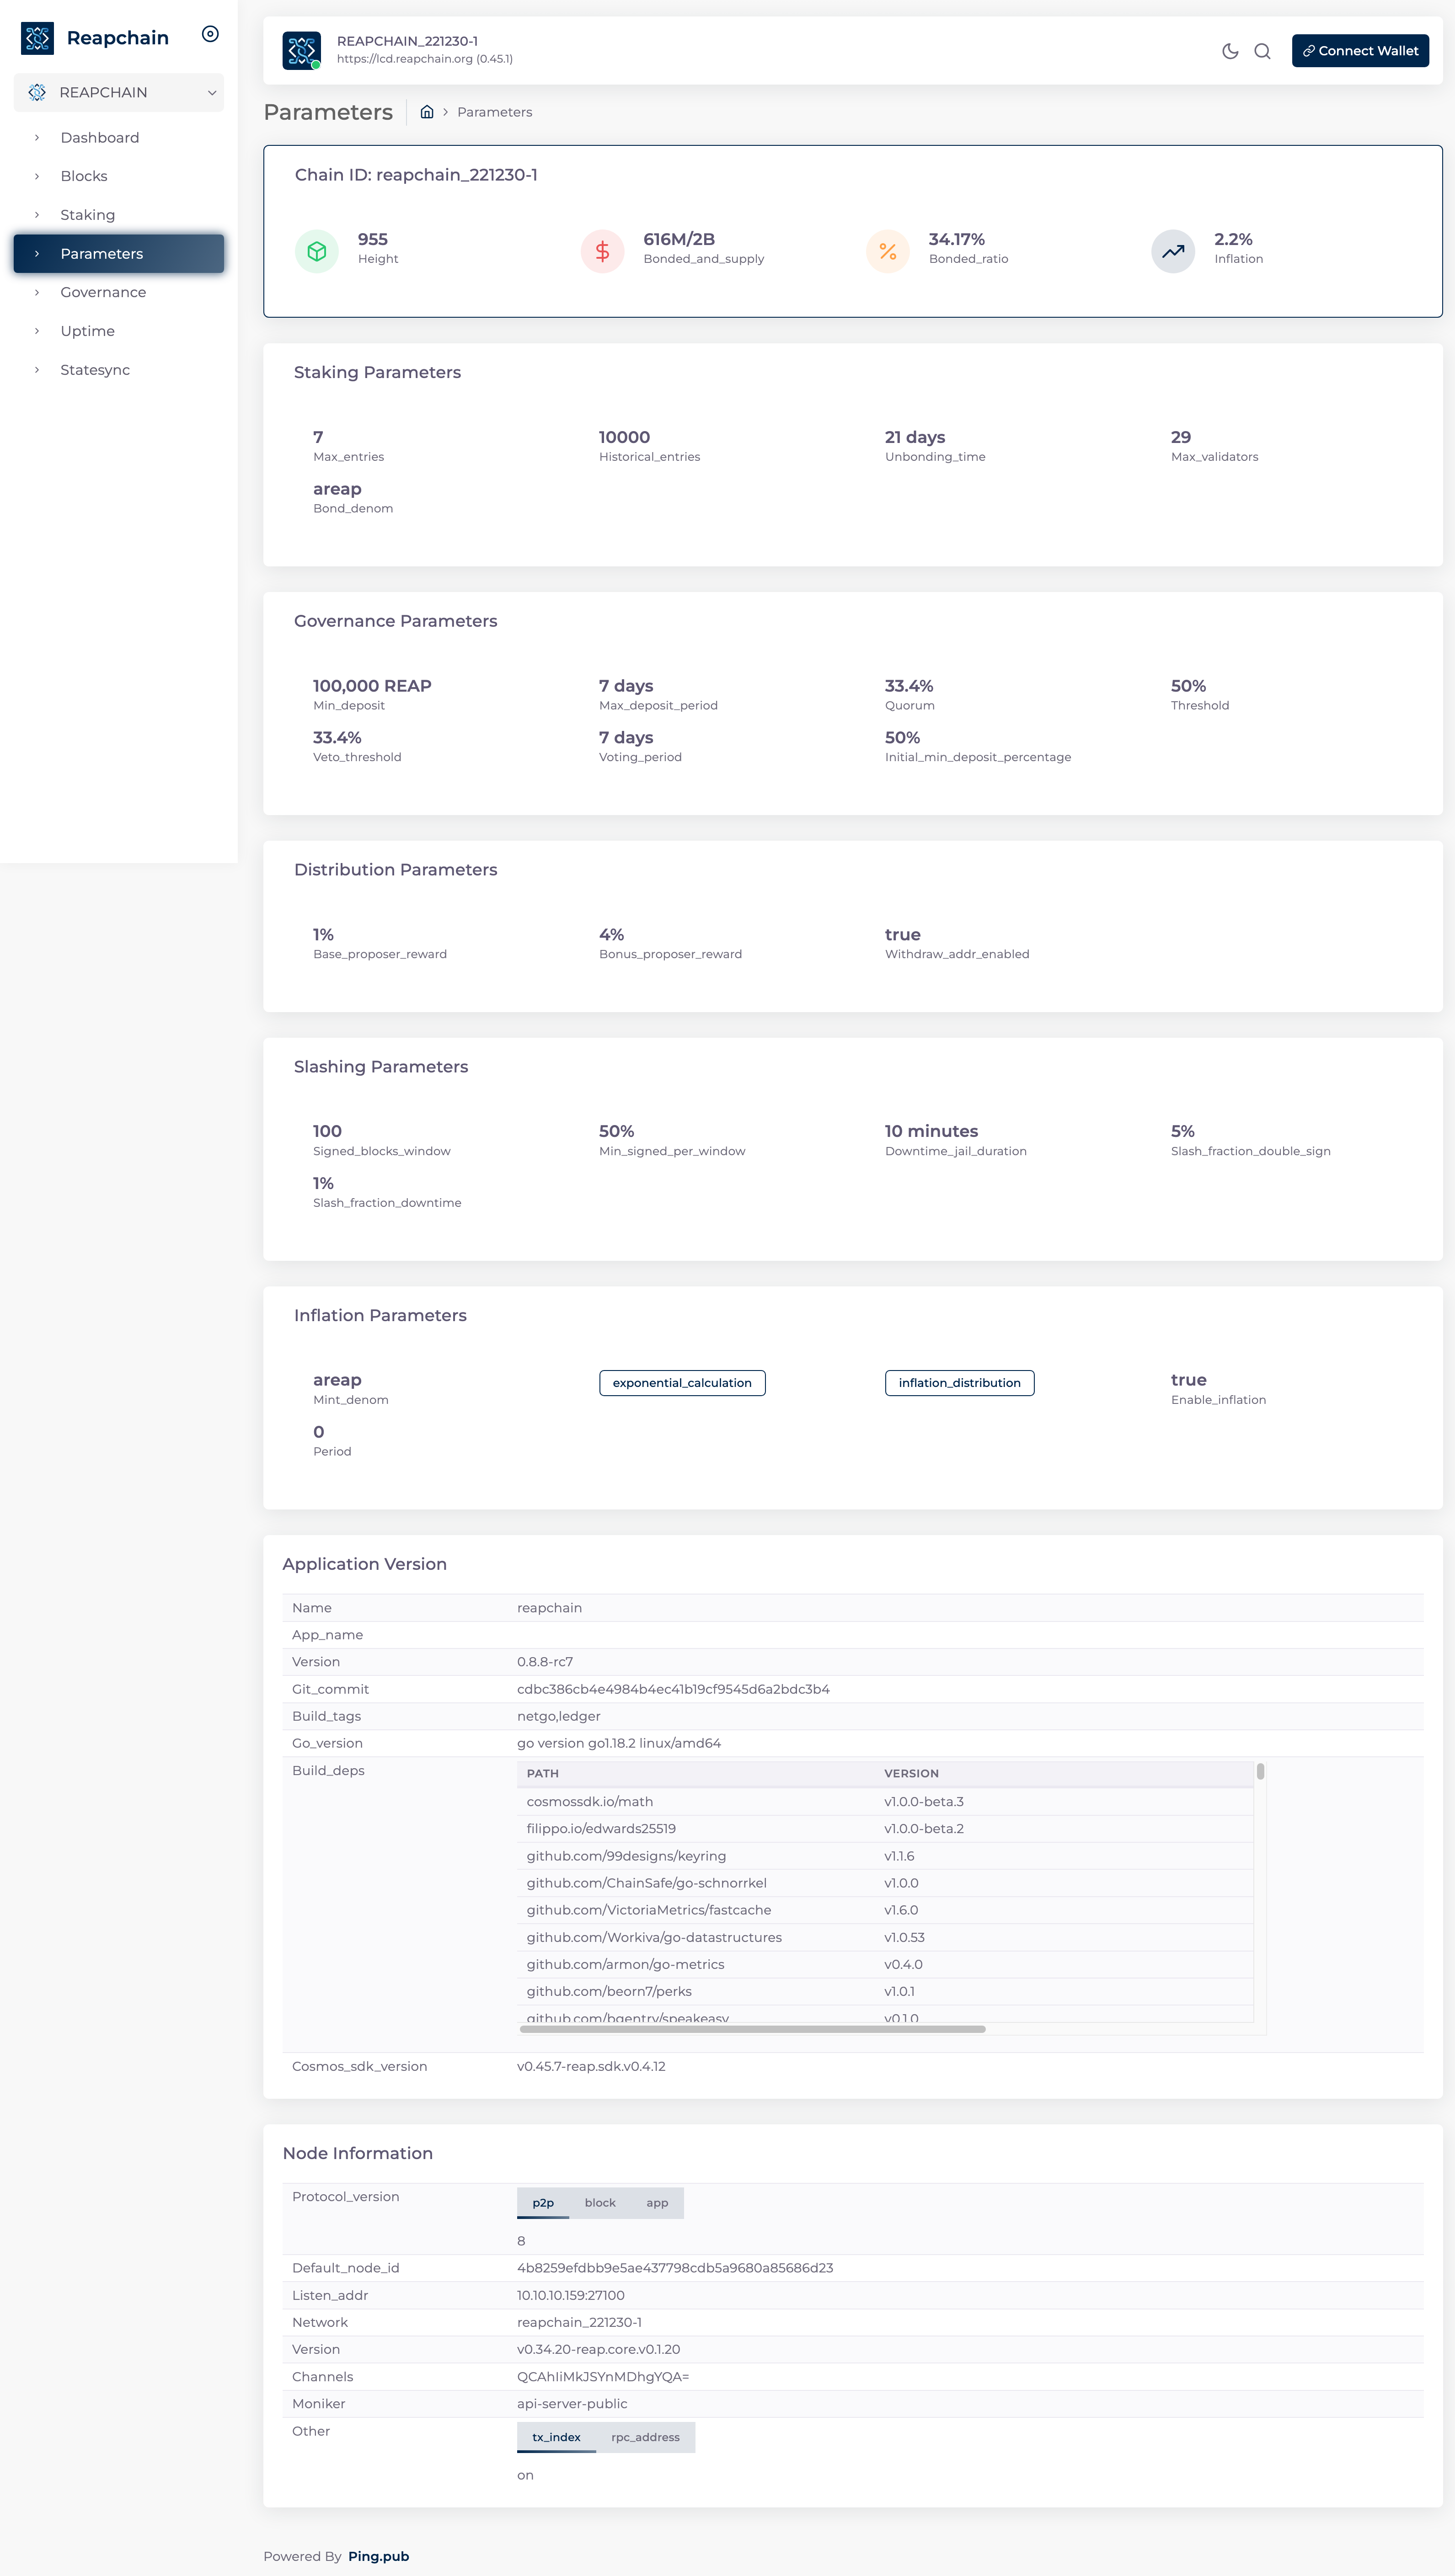 Reapchain
REAPCHAIN
Dashboard
Blocks
Staking
Parameters
Governance
Uptime
Statesync
REAPCHAIN_221230-1
https://lcd.reapchain.org (0.45.1)
Connect Wallet
Parameters
Parameters
Chain ID: reapchain_221230-1
955
Height
616M/2B
Bonded_and_supply
34.17%
Bonded_ratio
2.2%
Inflation
Staking Parameters
7
Max_entries
10000
Historical_entries
21 days
Unbonding_time
29
Max_validators
areap
Bond_denom
Governance Parameters
100,000 REAP
Min_deposit
7 days
Max_deposit_period
33.4%
Quorum
50%
Threshold
33.4%
Veto_threshold
7 days
Voting_period
50%
Initial_min_deposit_percentage
Distribution Parameters
1%
Base_proposer_reward
4%
Bonus_proposer_reward
true
Withdraw_addr_enabled
Slashing Parameters
100
Signed_blocks_window
50%
Min_signed_per_window
10 minutes
Downtime_jail_duration
5%
Slash_fraction_double_sign
1%
Slash_fraction_downtime
Inflation Parameters
areap
Mint_denom
exponential_calculation
inflation_distribution
true
Enable_inflation
0
Period
Application Version
Name reapchain
App_name
Version 0.8.8-rc7
Git_commit cdbc386cb4e4984b4ec41b19cf9545d6a2bdc3b4
Build_tags netgo,ledger
Go_version go version go1.18.2 linux/amd64
Build_deps
PATH VERSION
cosmossdk.io/math v1.0.0-beta.3
filippo.io/edwards25519 v1.0.0-beta.2
github.com/99designs/keyring v1.1.6
github.com/ChainSafe/go-schnorrkel v1.0.0
github.com/VictoriaMetrics/fastcache v1.6.0
github.com/Workiva/go-datastructures v1.0.53
github.com/armon/go-metrics v0.4.0
github.com/beorn7/perks v1.0.1
github.com/bgentry/speakeasy v0.1.0
Cosmos_sdk_version v0.45.7-reap.sdk.v0.4.12
Node Information
Protocol_version
p2p block app
8
Default_node_id 4b8259efdbb9e5ae437798cdb5a9680a85686d23
Listen_addr 10.10.10.159:27100
Network reapchain_221230-1
Version v0.34.20-reap.core.v0.1.20
Channels QCAhIiMkJSYnMDhgYQA=
Moniker api-server-public
Other
tx_index rpc_address
on
Powered By Ping.pub